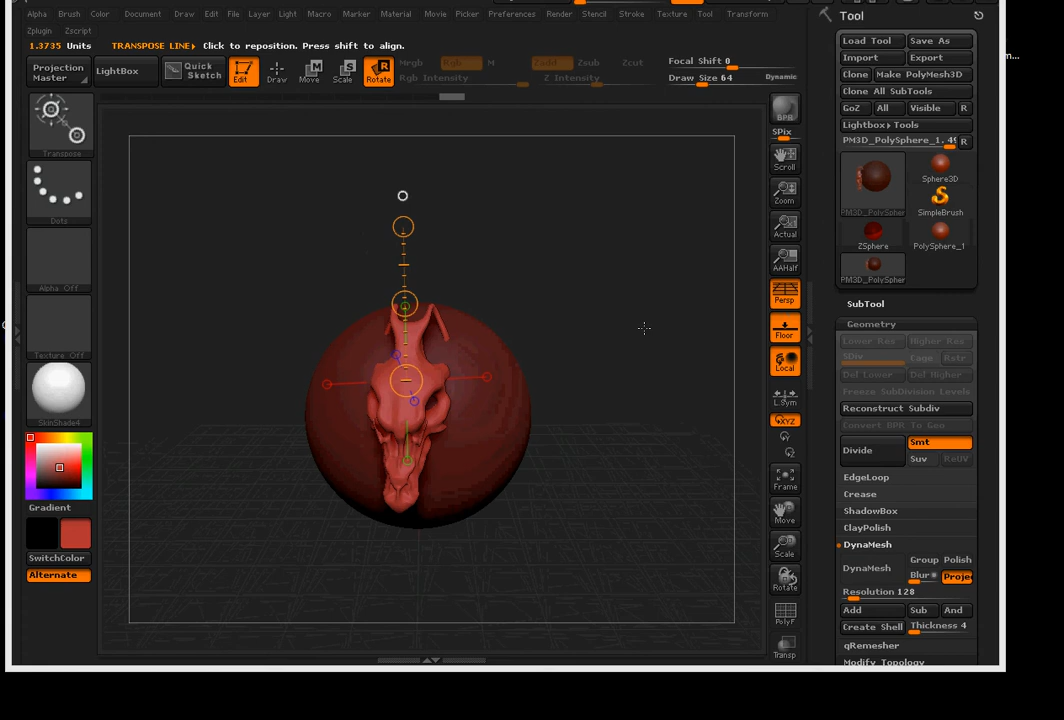 Alpha Brush Color Document Draw Edit File Layer Light Macro Marker Material Movie Picker Preferences Render Stencil Stroke Texture Tool Transform
Zplugin Zscript
1.3735 Units TRANSPOSE LINE: Click to reposition. Press shift to align.
Projection Master
LightBox
Quick Sketch
Edit
Draw
Move
Scale
Rotate
Mrgb Rgb M
Rgb Intensity
Zadd Zsub Zcut
Z Intensity
Focal Shift 0
Draw Size 64 Dynamic
Transpose
Dots
Alpha Off
Texture Off
SkinShade4
Gradient
SwitchColor
Alternate
BPR
SPix
Scroll
Zoom
Actual
AAHalf
Persp
Floor
Local
L.Sym
XYZ
Frame
Move
Scale
Rotate
PolyF
Transp
Tool
Load Tool Save As
Import Export
Clone Make PolyMesh3D
Clone All SubTools
GoZ All Visible R
Lightbox▸Tools
PM3D_PolySphere_1. 49 R
PM3D_PolySpher
Sphere3D
SimpleBrush
ZSphere
PolySphere_1
PM3D_PolySpher
SubTool
Geometry
Lower Res Higher Res
SDiv Cage Rstr
Del Lower Del Higher
Freeze SubDivision Levels
Reconstruct Subdiv
Convert BPR To Geo
Divide Smt
Suv ReUV
EdgeLoop
Crease
ShadowBox
ClayPolish
DynaMesh
DynaMesh Group Polish
Blur Projec
Resolution 128
Add Sub And
Create Shell Thickness 4
qRemesher
Modify Topology
m...